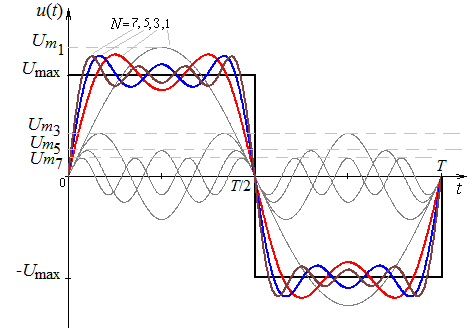 u(t)
N=7,5,3,1
Um1
Umax
Um3
Um5
Um7
0
T/2
T
t
-Umax